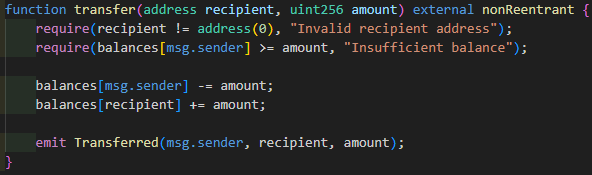 function transfer(address recipient, uint256 amount) external nonReentrant {
    require(recipient != address(0), "Invalid recipient address");
    require(balances[msg.sender] >= amount, "Insufficient balance");

    balances[msg.sender] -= amount;
    balances[recipient] += amount;

    emit Transferred(msg.sender, recipient, amount);
}